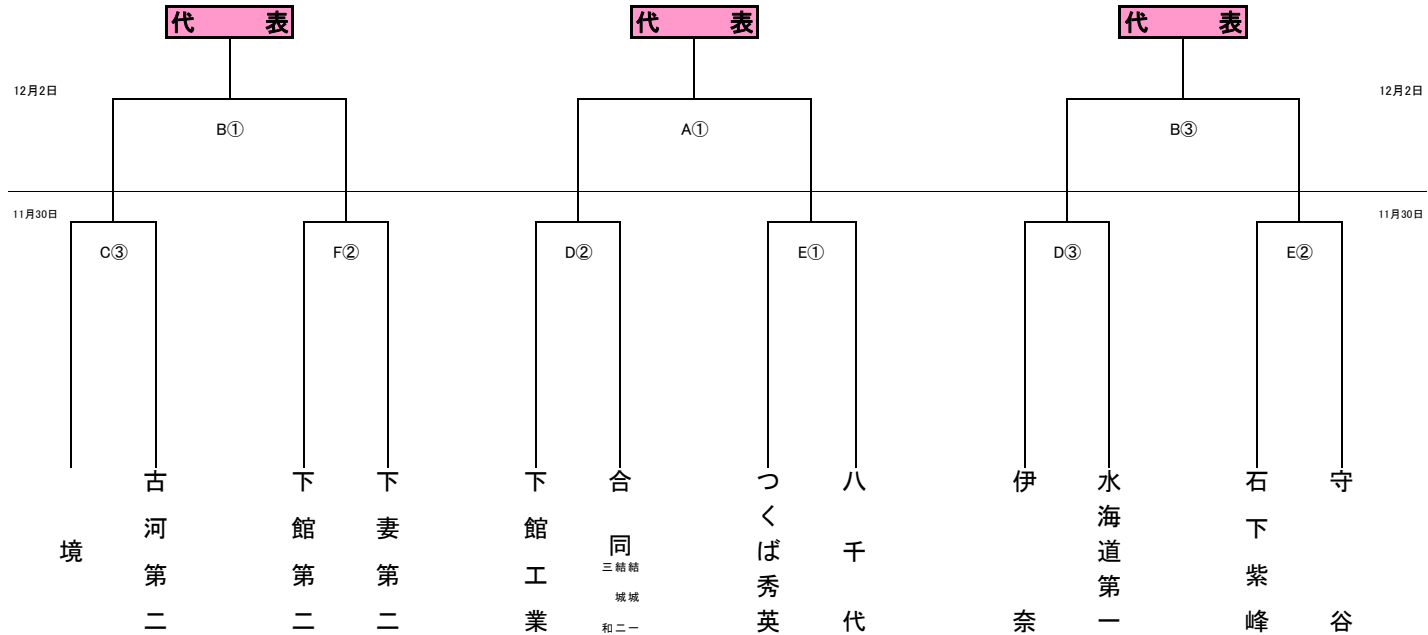 代　表
代　表
代　表
12月2日
12月2日
B①
A①
B③
11月30日
11月30日
C③
F②
D②
E①
D③
E②
境
古河第二
下館第二
下妻第二
下館工業
合同
結城一
結城二
三和
つくば秀英
八千代
伊奈
水海道第一
石下紫峰
守谷